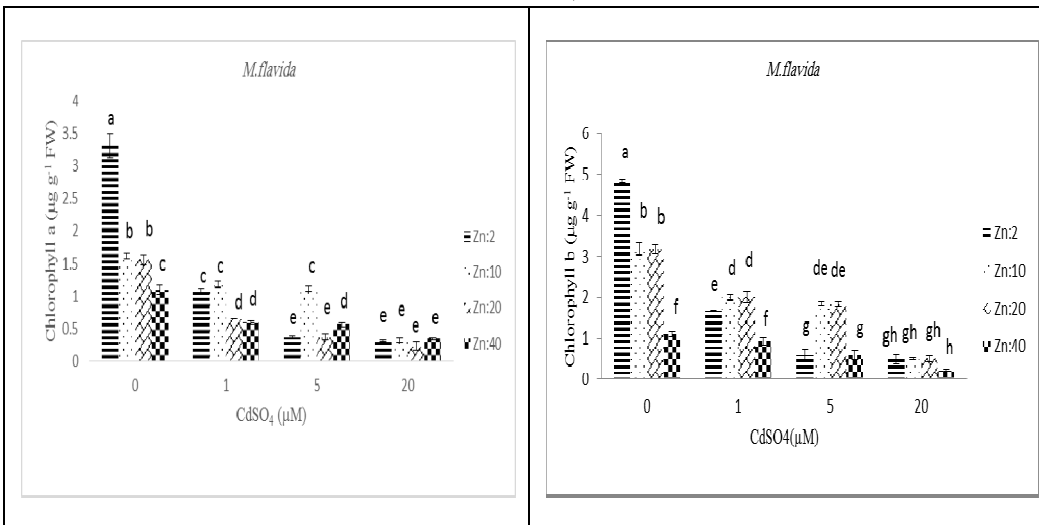 M.flavida
Chlorophyll a (µg g-1 FW)
4
3.5
3
2.5
2
1.5
1
0.5
0
a
b b
c
c c
d d
e
c
e
d
e e e e
0 1 5 20
CdSO4 (µM)
Zn:2
Zn:10
Zn:20
Zn:40
M.flavida
Chlorophyll b (µg g-1 FW)
6
5
4
3
2
1
0
a
b b
f
e d d
f
g
de de
g
gh gh gh
h
0 1 5 20
CdSO4(µM)
Zn:2
Zn:10
Zn:20
Zn:40